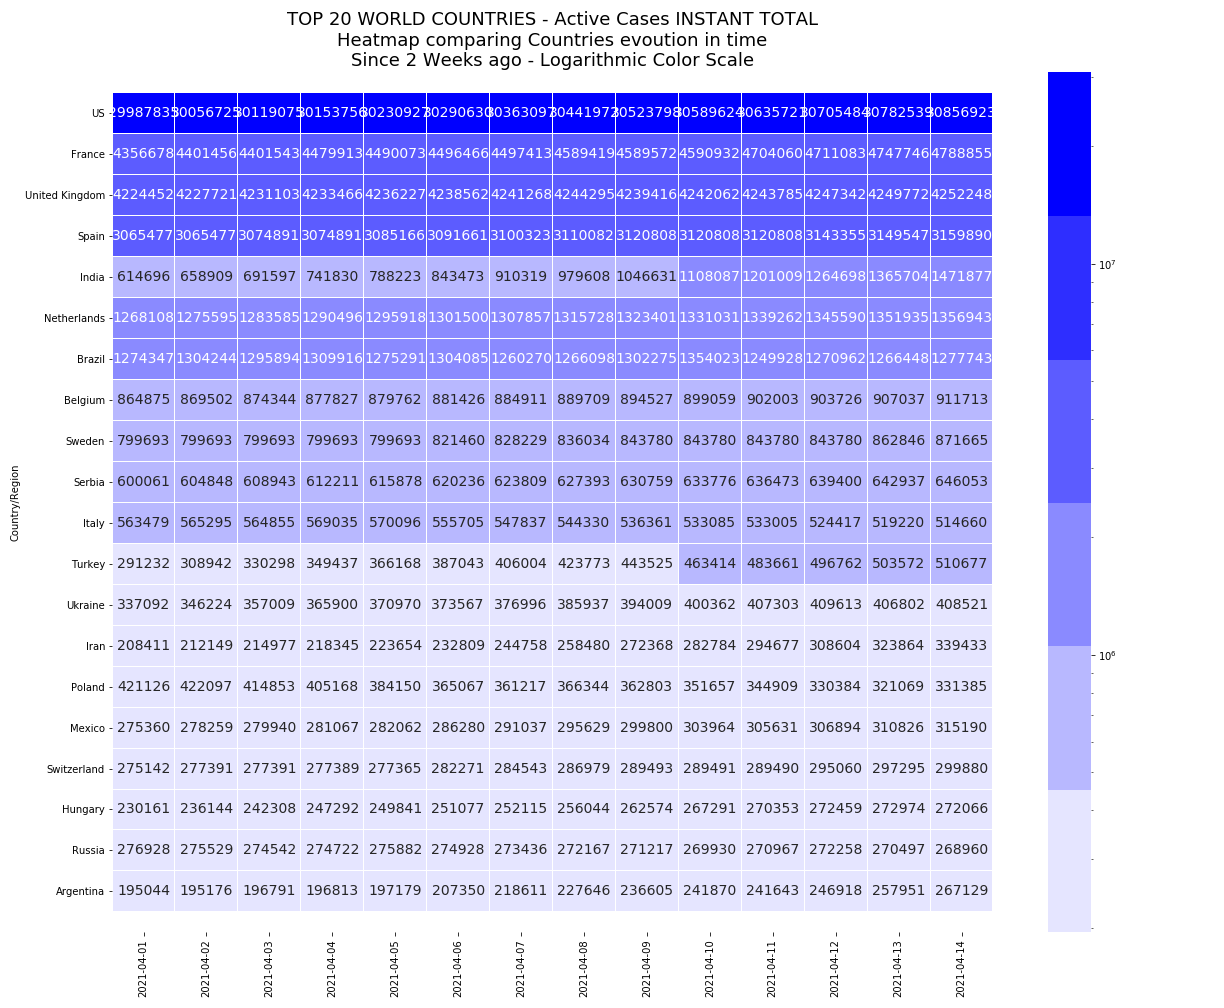 TOP 20 WORLD COUNTRIES - Active Cases INSTANT TOTAL
Heatmap comparing Countries evoution in time
Since 2 Weeks ago - Logarithmic Color Scale
US 29987835 30056725 30119075 30153756 30230927 30290630 30363097 30441972 30523798 30589624 30635721 30705484 30782539 30856923
France 4356678 4401456 4401543 4479913 4490073 4496466 4497413 4589419 4589572 4590932 4704060 4711083 4747746 4788855
United Kingdom 4224452 4227721 4231103 4233466 4236227 4238562 4241268 4244295 4239416 4242062 4243785 4247342 4249772 4252248
Spain 3065477 3065477 3074891 3074891 3085166 3091661 3100323 3110082 3120808 3120808 3120808 3143355 3149547 3159890
India 614696 658909 691597 741830 788223 843473 910319 979608 1046631 1108087 1201009 1264698 1365704 1471877
Netherlands 1268108 1275595 1283585 1290496 1295918 1301500 1307857 1315728 1323401 1331031 1339262 1345590 1351935 1356943
Brazil 1274347 1304244 1295894 1309916 1275291 1304085 1260270 1266098 1302275 1354023 1249928 1270962 1266448 1277743
Belgium 864875 869502 874344 877827 879762 881426 884911 889709 894527 899059 902003 903726 907037 911713
Sweden 799693 799693 799693 799693 799693 821460 828229 836034 843780 843780 843780 843780 862846 871665
Serbia 600061 604848 608943 612211 615878 620236 623809 627393 630759 633776 636473 639400 642937 646053
Italy 563479 565295 564855 569035 570096 555705 547837 544330 536361 533085 533005 524417 519220 514660
Turkey 291232 308942 330298 349437 366168 387043 406004 423773 443525 463414 483661 496762 503572 510677
Ukraine 337092 346224 357009 365900 370970 373567 376996 385937 394009 400362 407303 409613 406802 408521
Iran 208411 212149 214977 218345 223654 232809 244758 258480 272368 282784 294677 308604 323864 339433
Poland 421126 422097 414853 405168 384150 365067 361217 366344 362803 351657 344909 330384 321069 331385
Mexico 275360 278259 279940 281067 282062 286280 291037 295629 299800 303964 305631 306894 310826 315190
Switzerland 275142 277391 277391 277389 277365 282271 284543 286979 289493 289491 289490 295060 297295 299880
Hungary 230161 236144 242308 247292 249841 251077 252115 256044 262574 267291 270353 272459 272974 272066
Russia 276928 275529 274542 274722 275882 274928 273436 272167 271217 269930 270967 272258 270497 268960
Argentina 195044 195176 196791 196813 197179 207350 218611 227646 236605 241870 241643 246918 257951 267129
2021-04-01 2021-04-02 2021-04-03 2021-04-04 2021-04-05 2021-04-06 2021-04-07 2021-04-08 2021-04-09 2021-04-10 2021-04-11 2021-04-12 2021-04-13 2021-04-14
Country/Region
10⁷
10⁶